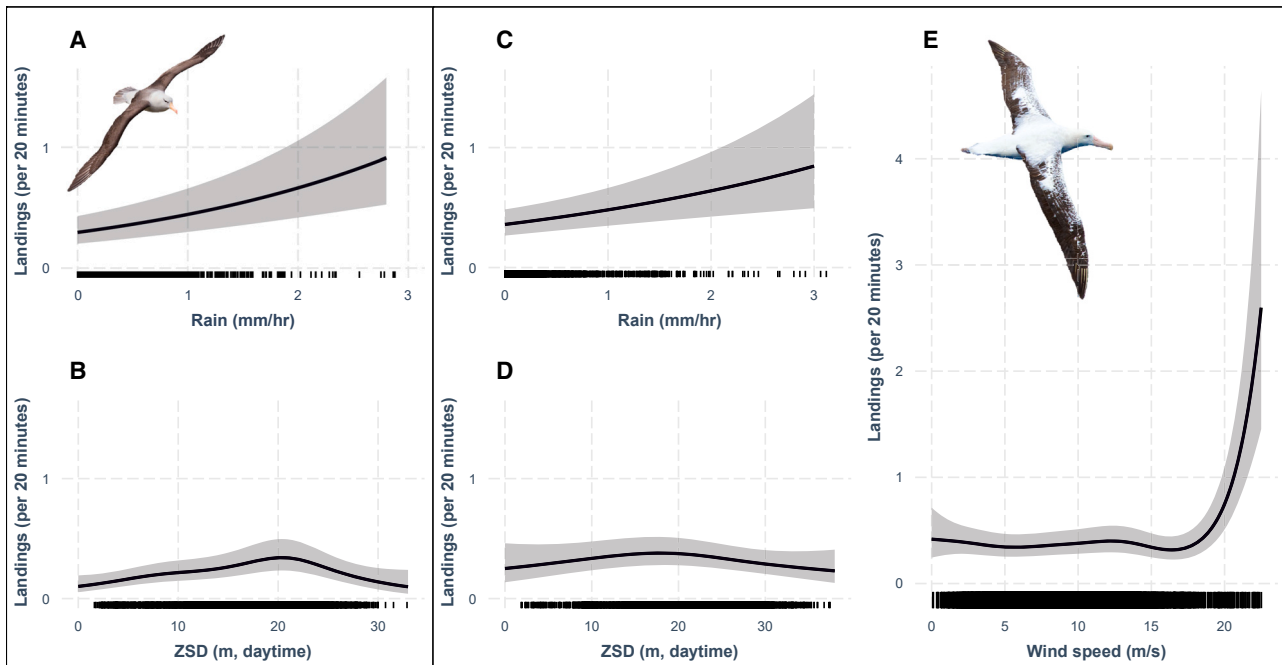 A
Landings (per 20 minutes)
1
0
0 1 2 3
Rain (mm/hr)
B
Landings (per 20 minutes)
1
0
0 10 20 30
ZSD (m, daytime)
C
Landings (per 20 minutes)
1
0
0 1 2 3
Rain (mm/hr)
D
Landings (per 20 minutes)
1
0
0 10 20 30
ZSD (m, daytime)
E
Landings (per 20 minutes)
4
3
2
1
0
0 5 10 15 20
Wind speed (m/s)